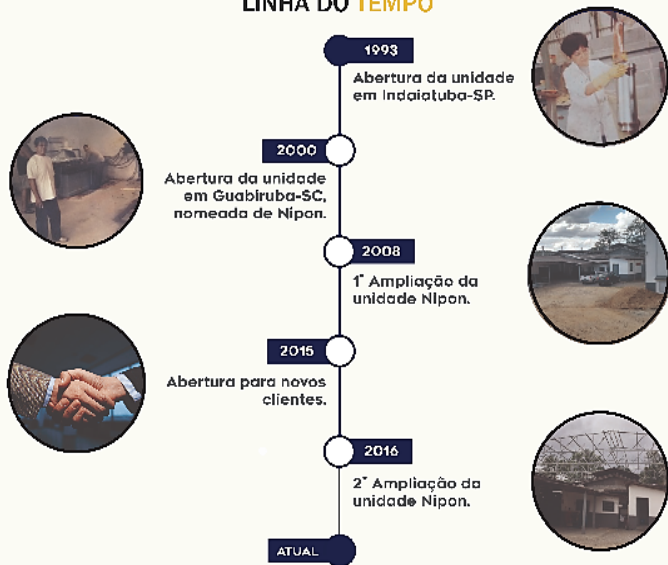 LINHA DO TEMPO
1993
Abertura da unidade
em Indaiatuba-SP.
2000
Abertura da unidade
em Guabiruba-SC,
nomeada de Nipon.
2008
1ª Ampliação da
unidade Nipon.
2015
Abertura para novos
clientes.
2016
2ª Ampliação da
unidade Nipon.
ATUAL